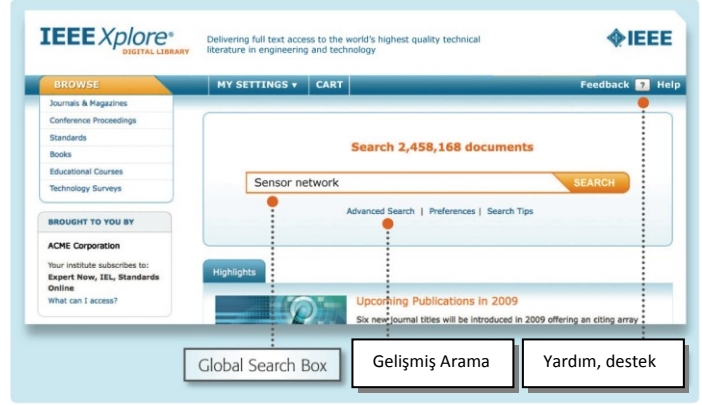 IEEE Xplore®
DIGITAL LIBRARY
Delivering full text access to the world's highest quality technical
literature in engineering and technology
IEEE
BROWSE
MY SETTINGS ▾ CART
Feedback ? Help
Journals & Magazines
Conference Proceedings
Standards
Books
Educational Courses
Technology Surveys
Search 2,458,168 documents
Sensor network
SEARCH
Advanced Search | Preferences | Search Tips
BROUGHT TO YOU BY
ACME Corporation
Your institute subscribes to:
Expert Now, IEL, Standards
Online
What can I access?
Highlights
Upcoming Publications in 2009
Six new journal titles will be introduced in 2009 offering an citing array
Global Search Box
Gelişmiş Arama
Yardım, destek